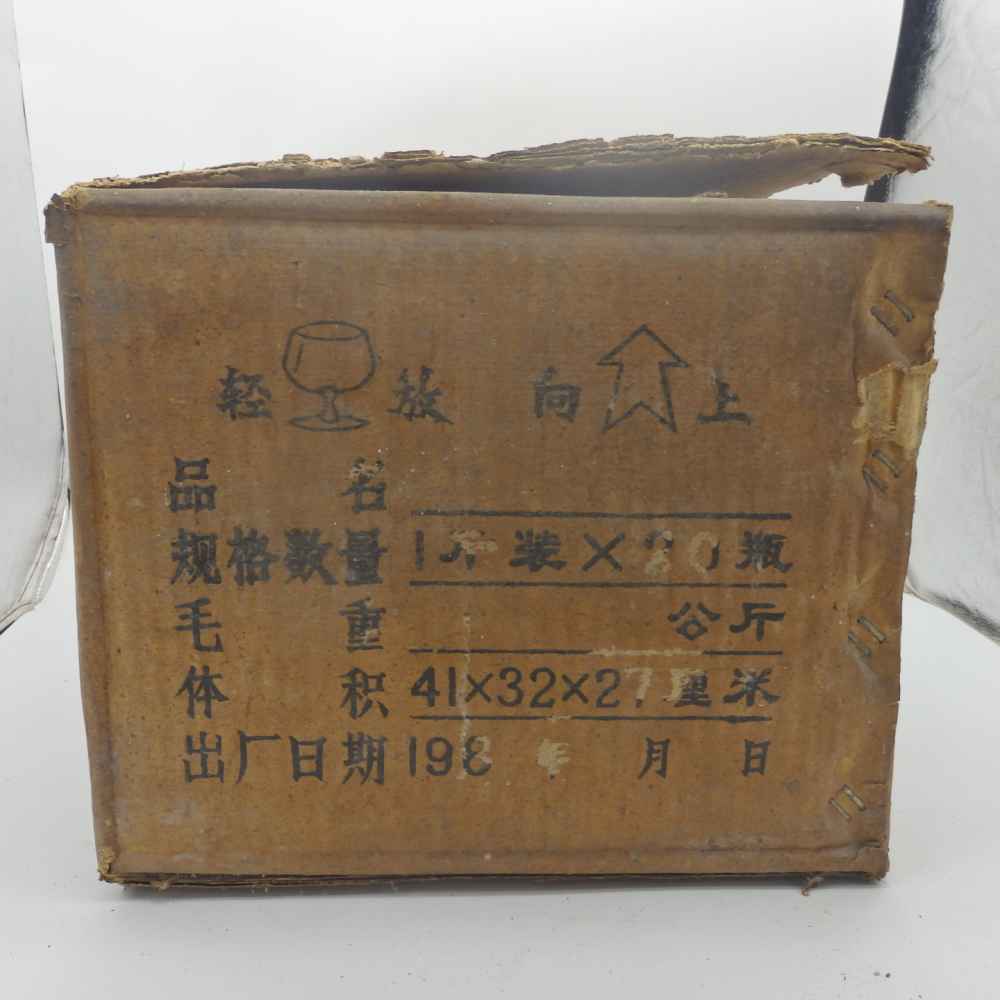 轻放 向上
品名
规格数量 1斤装×20瓶
毛重 公斤
体积 41×32×27厘米
出厂日期 198 年 月 日